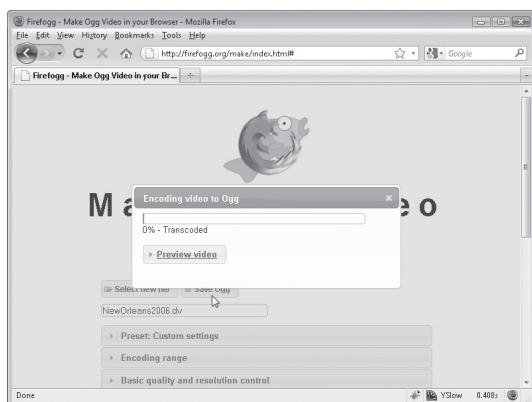 Firefogg - Make Ogg Video in your Browser - Mozilla Firefox
File Edit View History Bookmarks Tools Help
http://firefogg.org/make/index.html#
Google
Firefogg - Make Ogg Video in your Br...
M a
e o
Encoding video to Ogg
0% - Transcoded
Preview video
Select new file
Save Ogg
NewOrleans2006.dv
Preset: Custom settings
Encoding range
Basic quality and resolution control
Done
YSlow
0.408s